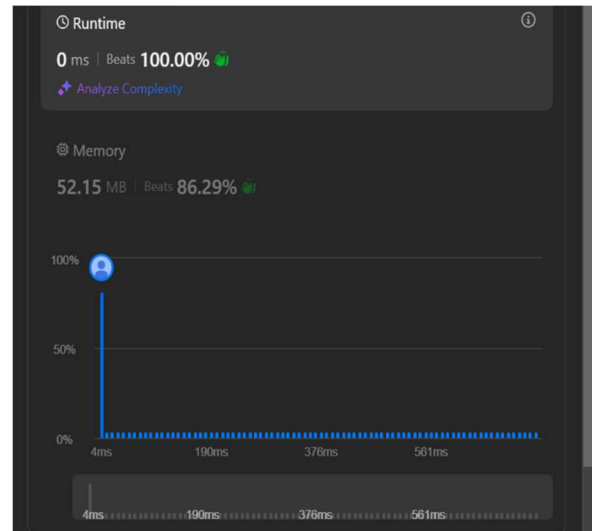 Runtime
0 ms | Beats 100.00%
Analyze Complexity
Memory
52.15 MB | Beats 86.29%
100%
50%
0%
4ms 190ms 376ms 561ms
4ms 190ms 376ms 561ms